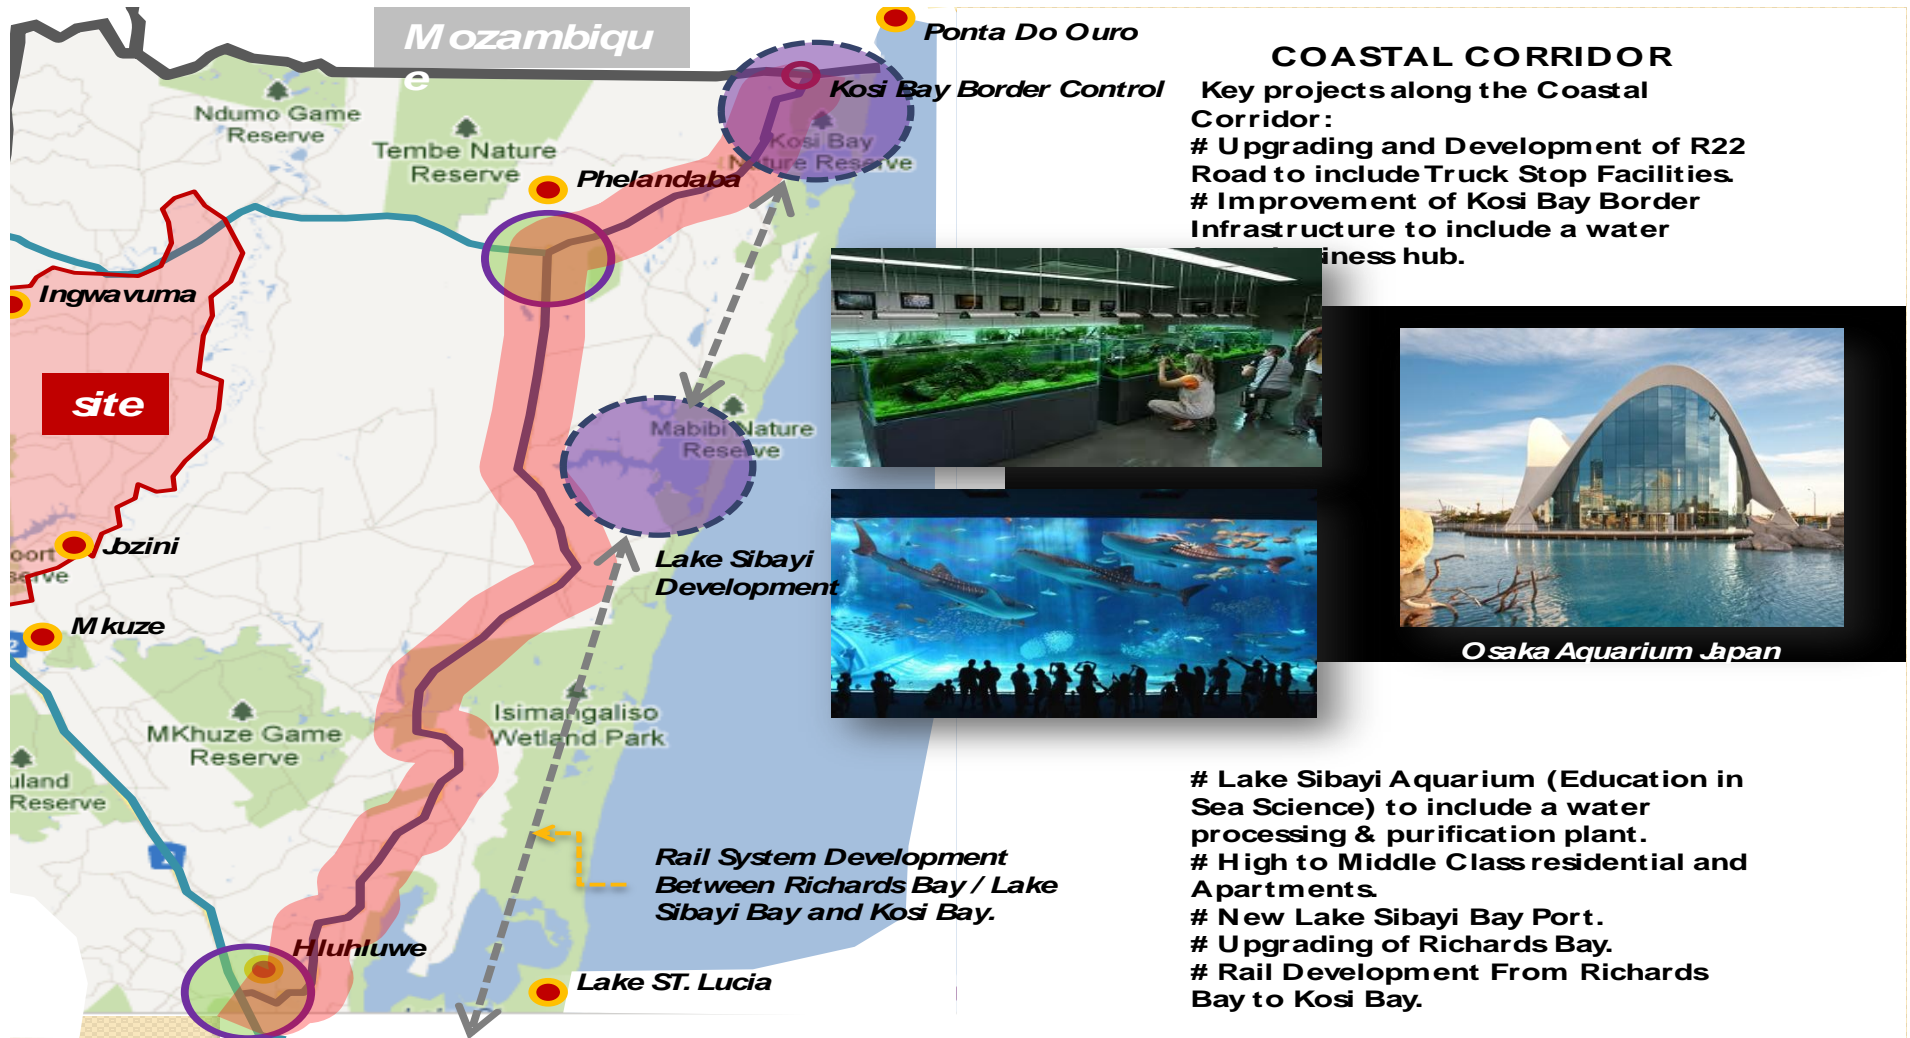 Mozambiqu
e
Ponta Do Ouro
Kosi Bay Border Control
Ndumo Game
Reserve
Tembe Nature
Reserve
Kosi Bay
Nature Reserve
Phelandaba
Ingwavuma
site
Mabibi Nature
Reserve
Jozini
oort
serve
Lake Sibayi
Development
Mkuze
2
Isimangaliso
Wetland Park
MKhuze Game
Reserve
uland
Reserve
2
Rail System Development
Between Richards Bay / Lake
Sibayi Bay and Kosi Bay.
Hluhluwe
Lake ST. Lucia
COASTAL CORRIDOR
Key projects along the Coastal
Corridor:
# Upgrading and Development of R22
Road to include Truck Stop Facilities.
# Improvement of Kosi Bay Border
Infrastructure to include a water
iness hub.
Osaka Aquarium Japan
# Lake Sibayi Aquarium (Education in
Sea Science) to include a water
processing & purification plant.
# High to Middle Class residential and
Apartments.
# New Lake Sibayi Bay Port.
# Upgrading of Richards Bay.
# Rail Development From Richards
Bay to Kosi Bay.